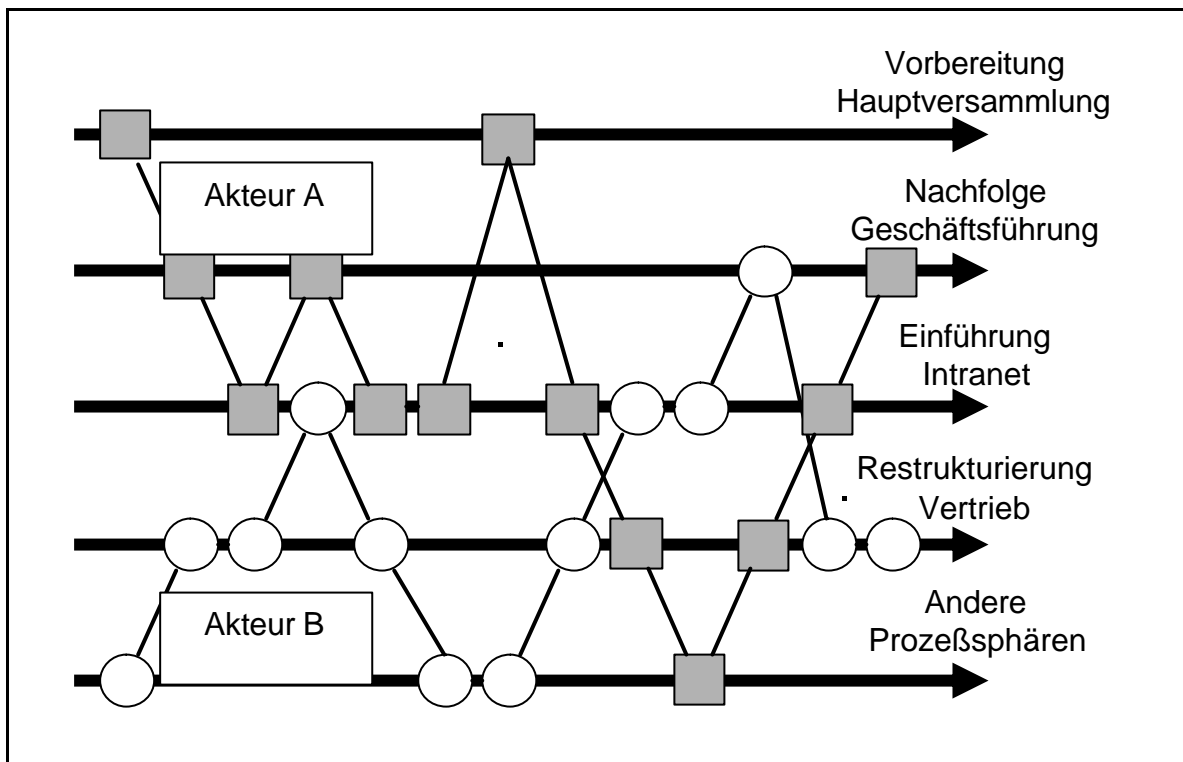 Vorbereitung
Hauptversammlung
Akteur A
Nachfolge
Geschäftsführung
Einführung
Intranet
Restrukturierung
Vertrieb
Akteur B
Andere
Prozeßsphären